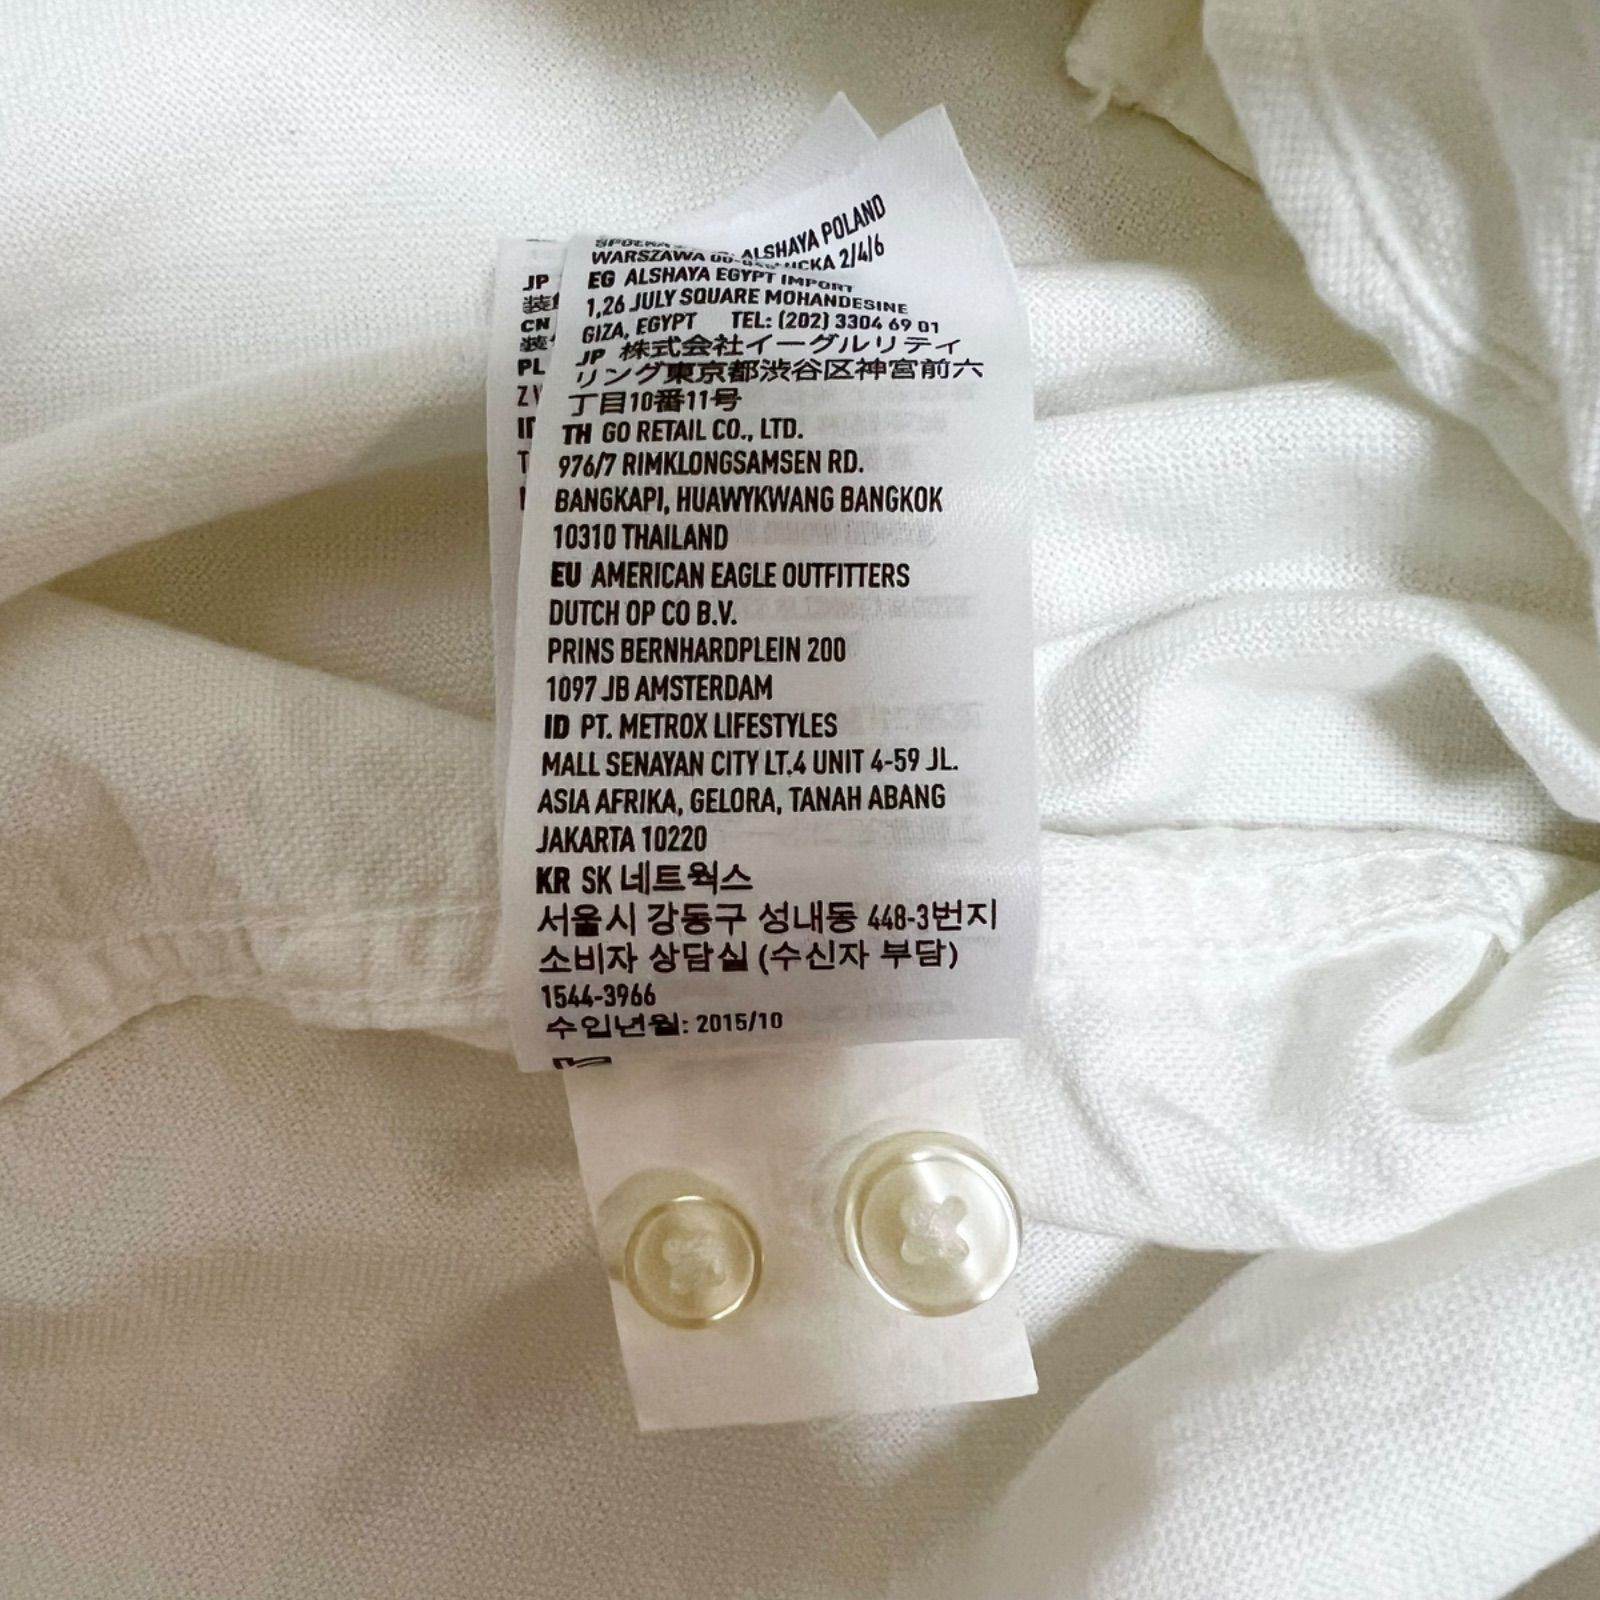 ALSHAYA POLAND
WARSZAWA 2/4/6
EG ALSHAYA EGYPT IMPORT
1,26 JULY SQUARE MOHANDESINE
GIZA, EGYPT TEL: (202) 3304 69 01
JP 株式会社イーグルリティ
リング東京都渋谷区神宮前六
丁目10番11号
TH GO RETAIL CO., LTD.
976/7 RIMKLONGSAMSEN RD.
BANGKAPI, HUAWYKWANG BANGKOK
10310 THAILAND
EU AMERICAN EAGLE OUTFITTERS
DUTCH OP CO B.V.
PRINS BERNHARDPLEIN 200
1097 JB AMSTERDAM
ID PT. METROX LIFESTYLES
MALL SENAYAN CITY LT.4 UNIT 4-59 JL.
ASIA AFRIKA, GELORA, TANAH ABANG
JAKARTA 10220
KR SK 네트웍스
서울시 강동구 성내동 448-3번지
소비자 상담실 (수신자 부담)
1544-3966
수입년월: 2015/10
JP
CN
PL